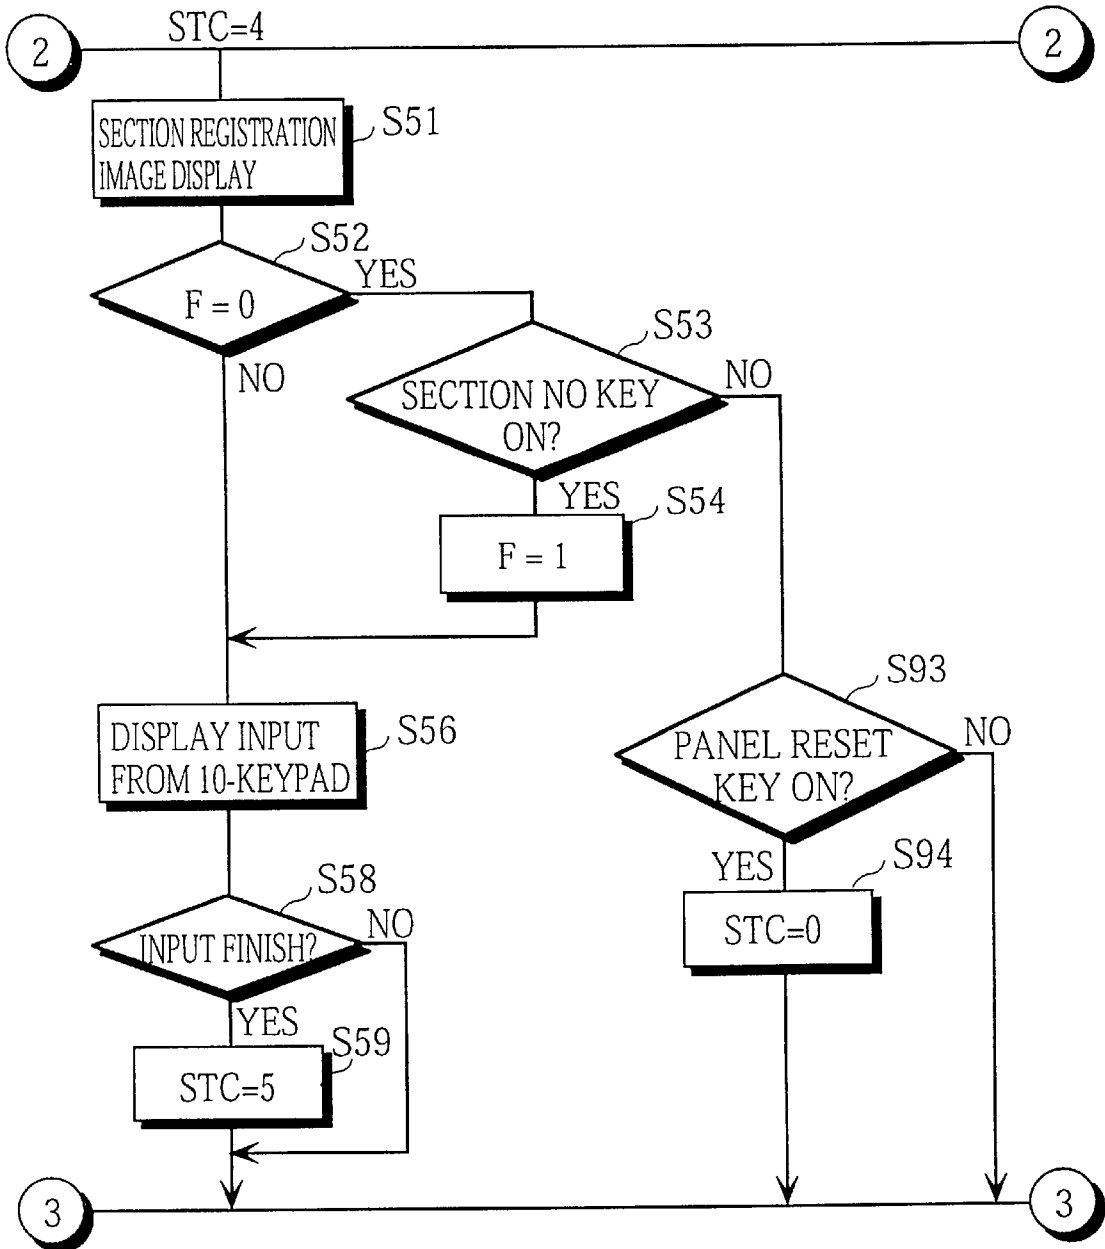 STC=4
2
2
SECTION REGISTRATION
IMAGE DISPLAY
S51
S52
F = 0
YES
NO
S53
SECTION NO KEY
ON?
NO
YES
S54
F = 1
S93
PANEL RESET
KEY ON?
NO
DISPLAY INPUT
FROM 10-KEYPAD
S56
YES
S94
STC=0
S58
INPUT FINISH?
NO
YES
S59
STC=5
3
3